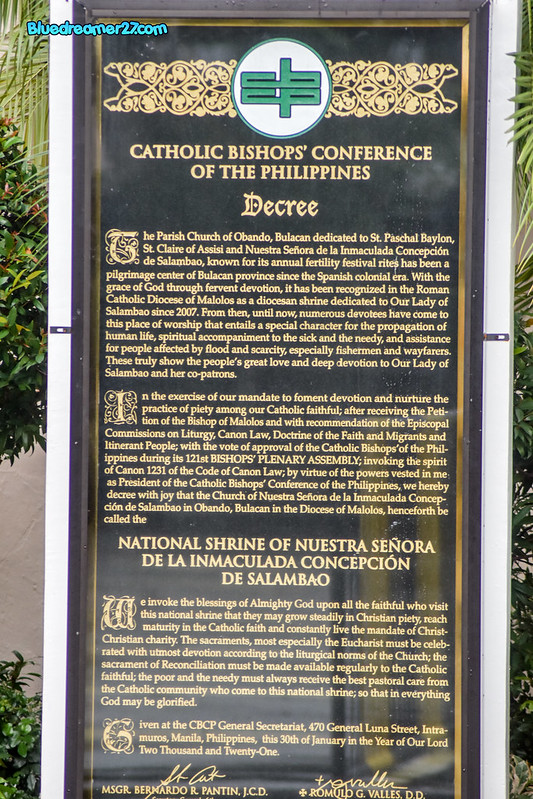 Bluedreamer27.com
CATHOLIC BISHOPS' CONFERENCE
OF THE PHILIPPINES
Decree
The Parish Church of Obando, Bulacan dedicated to St. Paschal Baylon,
St. Claire of Assisi and Nuestra Señora de la Inmaculada Concepción
de Salambao, known for its annual fertility festival rites has been a
pilgrimage center of Bulacan province since the Spanish colonial era. With the
grace of God through fervent devotion, it has been recognized in the Roman
Catholic Diocese of Malolos as a diocesan shrine dedicated to Our Lady of
Salambao since 2007. From then, until now, numerous devotees have come to
this place of worship that entails a special character for the propagation of
human life, spiritual accompaniment to the sick and the needy, and assistance
for people affected by flood and scarcity, especially fishermen and wayfarers.
These truly show the people's great love and deep devotion to Our Lady of
Salambao and her co-patrons.
In the exercise of our mandate to foment devotion and nurture the
practice of piety among our Catholic faithful; after receiving the Peti-
tion of the Bishop of Malolos and with recommendation of the Episcopal
Commissions on Liturgy, Canon Law, Doctrine of the Faith and Migrants and
Itinerant People; with the vote of approval of the Catholic Bishops' of the Phil-
ippines during its 121st BISHOPS' PLENARY ASSEMBLY; invoking the spirit
of Canon 1231 of the Code of Canon Law; by virtue of the powers vested in me
as President of the Catholic Bishops' Conference of the Philippines, we hereby
decree with joy that the Church of Nuestra Señora de la Inmaculada Concep-
ción de Salambao in Obando, Bulacan in the Diocese of Malolos, henceforth be
called the
NATIONAL SHRINE OF NUESTRA SEÑORA
DE LA INMACULADA CONCEPCIÓN
DE SALAMBAO
We invoke the blessings of Almighty God upon all the faithful who visit
this national shrine that they may grow steadily in Christian piety, reach
maturity in the Catholic faith and constantly live the mandate of Christ-
Christian charity. The sacraments, most especially the Eucharist must be celeb-
rated with utmost devotion according to the liturgical norms of the Church; the
sacrament of Reconciliation must be made available regularly to the Catholic
faithful; the poor and the needy must always receive the best pastoral care from
the Catholic community who come to this national shrine; so that in everything
God may be glorified.
Given at the CBCP General Secretariat, 470 General Luna Street, Intra-
muros, Manila, Philippines, this 30th of January in the Year of Our Lord
Two Thousand and Twenty-One.
MSGR. BERNARDO R. PANTIN, J.C.D.
✠ ROMULO G. VALLES, D.D.